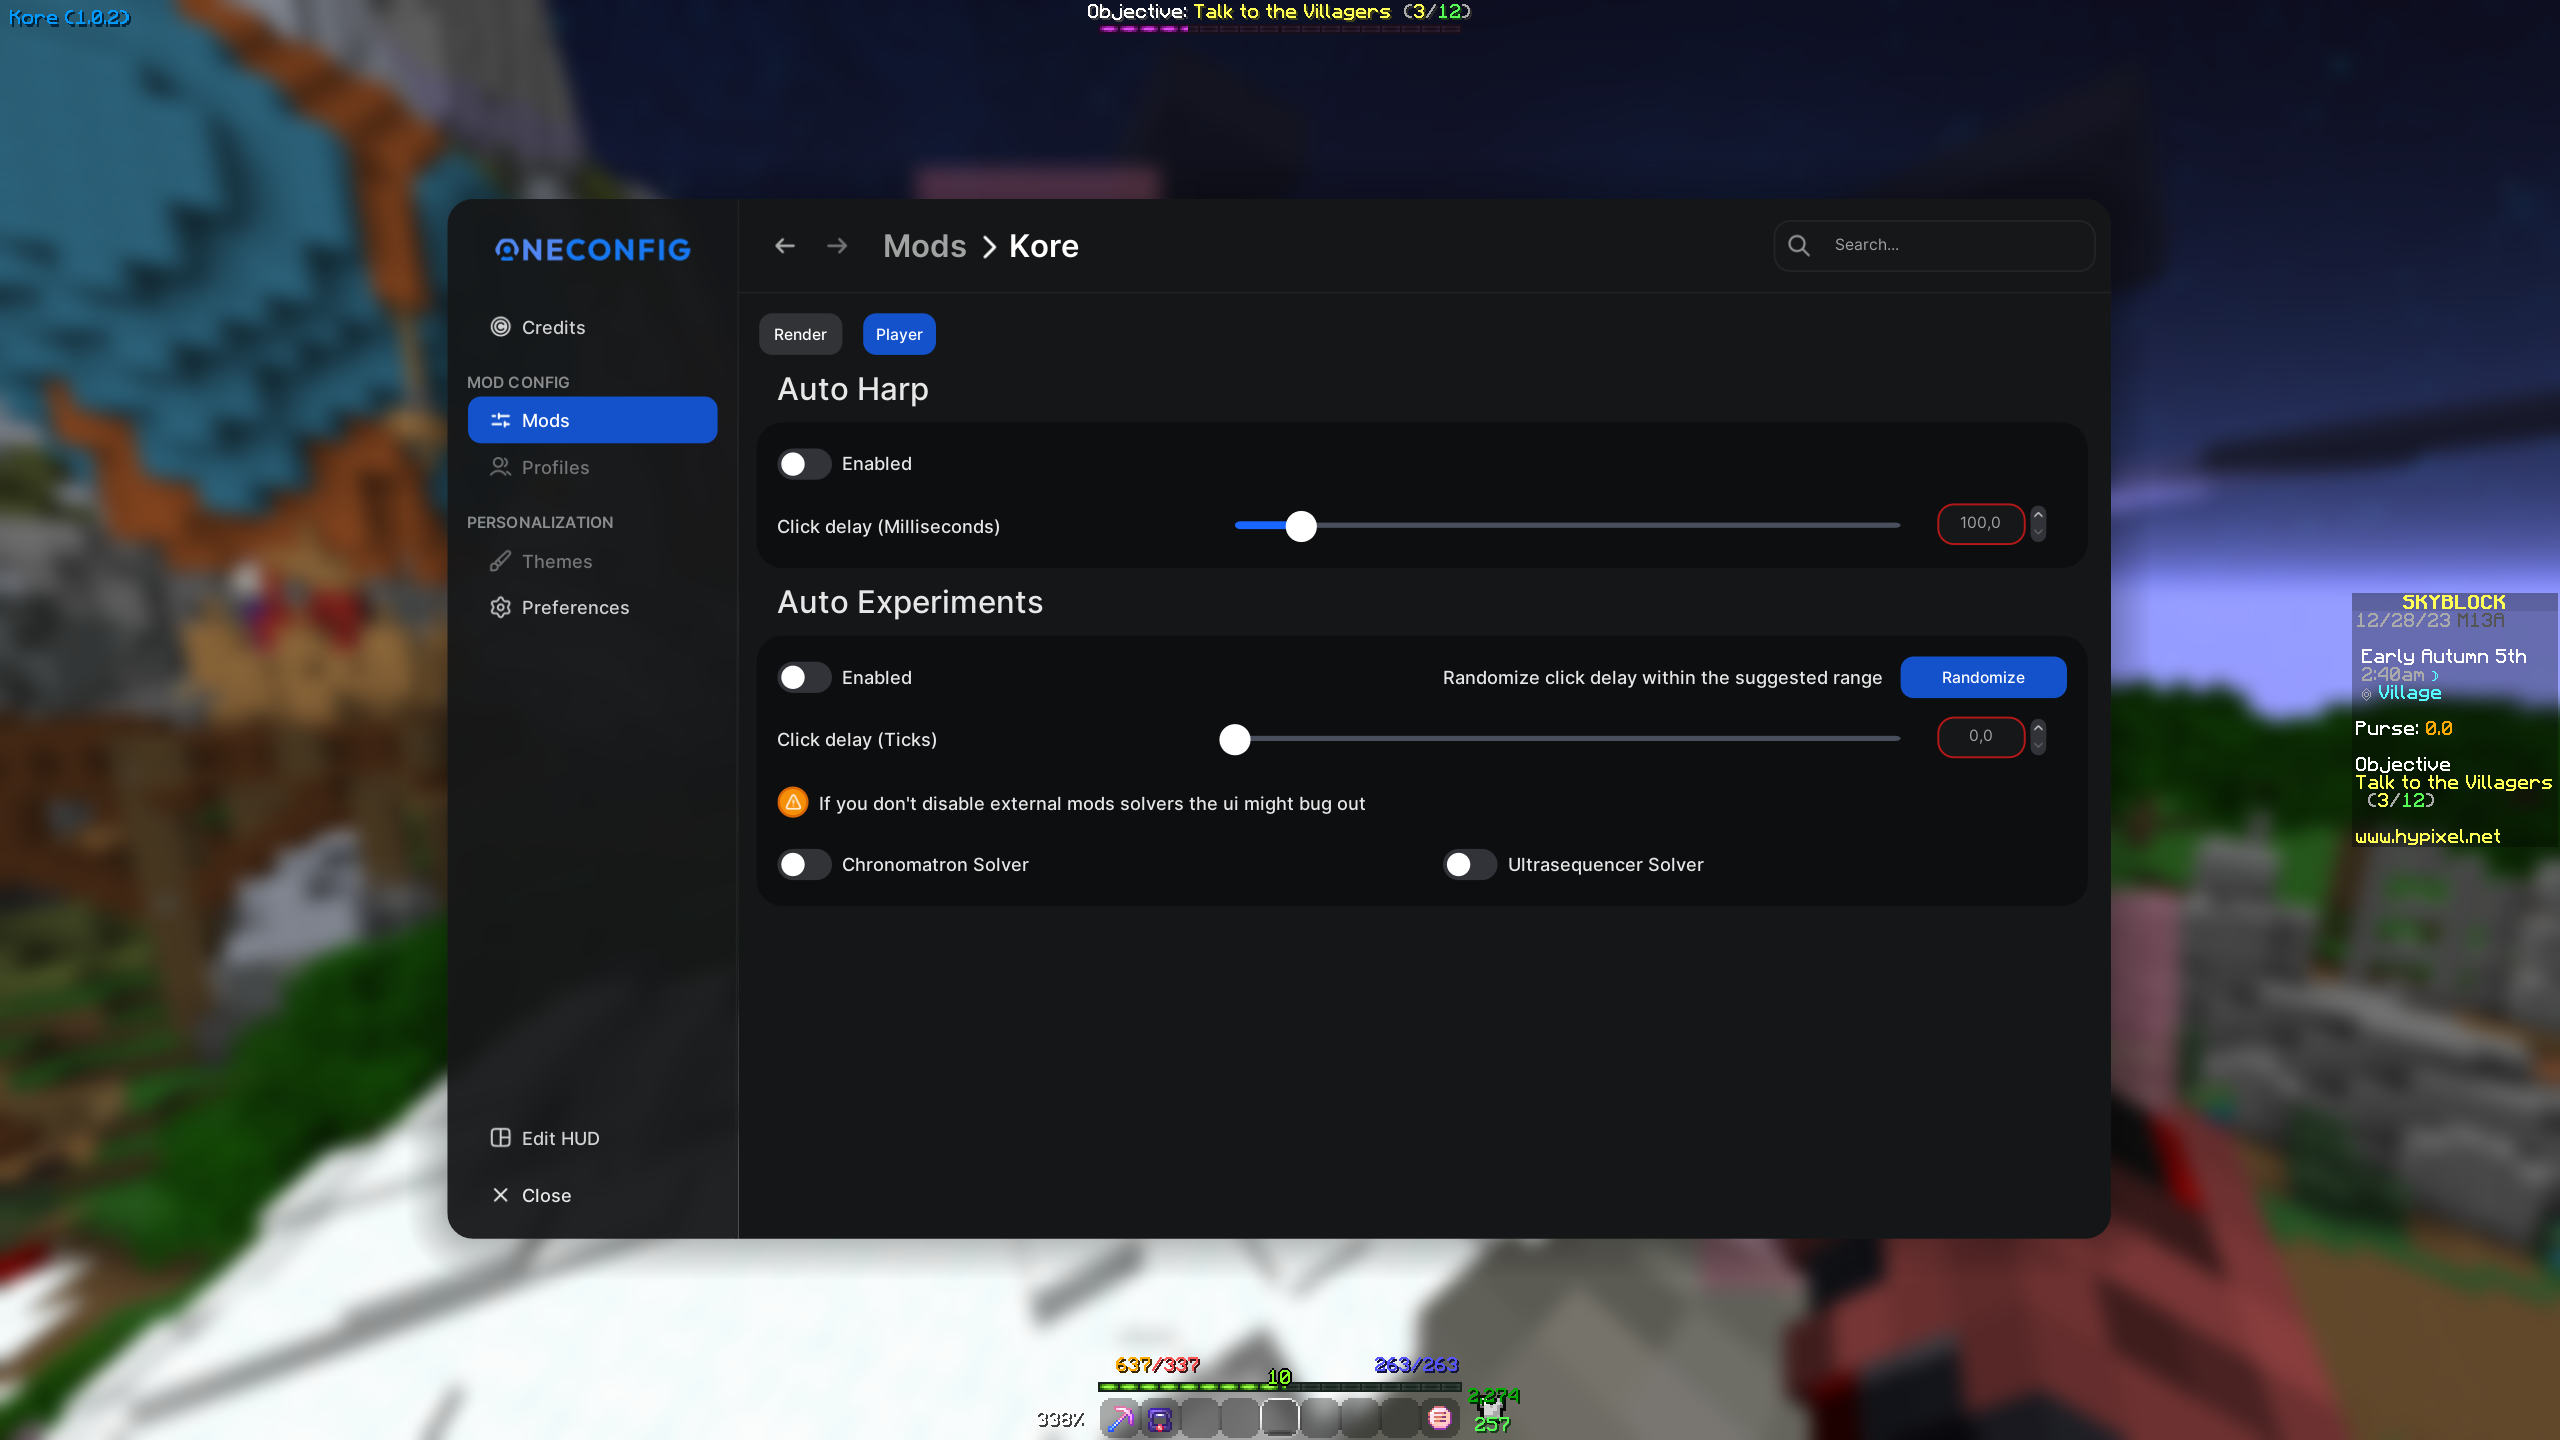 Kore (1.0.2)
Objective: Talk to the Villagers (3/12)
ONECONFIG
Mods > Kore
Search...
Credits
MOD CONFIG
Mods
Profiles
PERSONALIZATION
Themes
Preferences
Edit HUD
Close
Render
Player
Auto Harp
Enabled
Click delay (Milliseconds)
100,0
Auto Experiments
Enabled
Randomize click delay within the suggested range
Randomize
Click delay (Ticks)
0,0
If you don't disable external mods solvers the ui might bug out
Chronomatron Solver
Ultrasequencer Solver
SKYBLOCK
12/28/23 M13A
Early Autumn 5th
2:40am
Village
Purse: 0.0
Objective
Talk to the Villagers
(3/12)
www.hypixel.net
637/337
10
263/263
338%
2.274
257